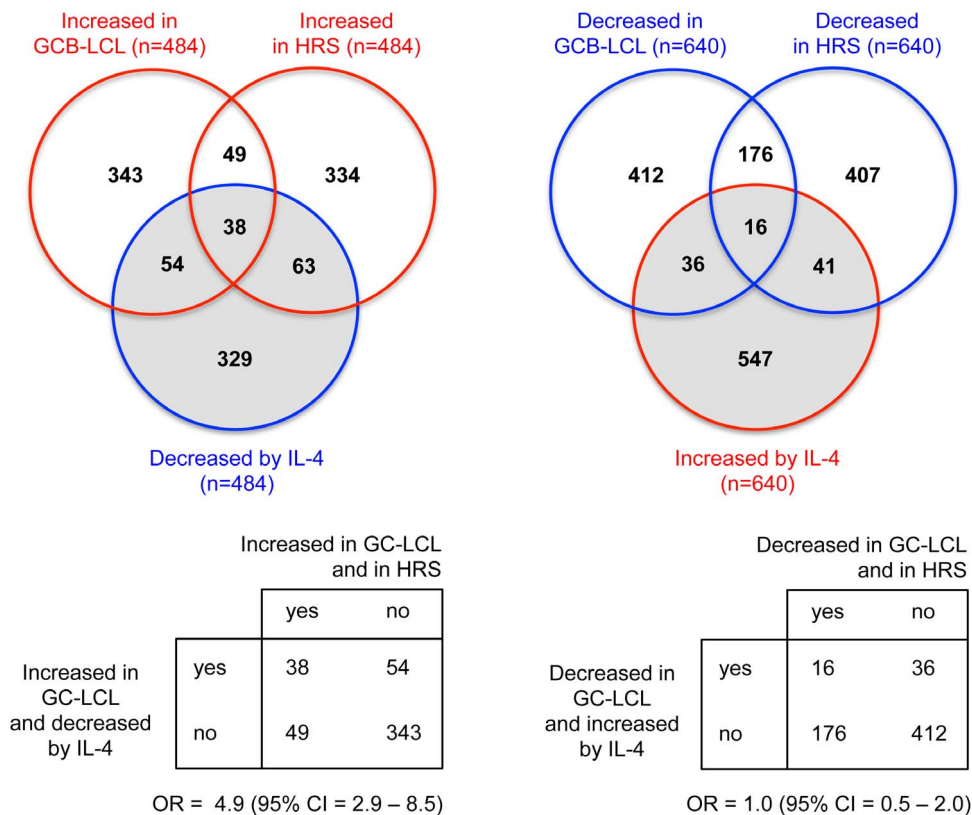 Increased in
GCB-LCL (n=484)
Increased
in HRS (n=484)
343
49
334
38
54
63
329
Decreased by IL-4
(n=484)
Decreased in
GCB-LCL (n=640)
Decreased
in HRS (n=640)
412
176
407
16
36
41
547
Increased by IL-4
(n=640)
Increased in GC-LCL
and in HRS
yes no
Increased in
GC-LCL
and decreased
by IL-4
yes 38 54
no 49 343
OR = 4.9 (95% CI = 2.9 – 8.5)
Decreased in GC-LCL
and in HRS
yes no
Decreased in
GC-LCL
and increased
by IL-4
yes 16 36
no 176 412
OR = 1.0 (95% CI = 0.5 – 2.0)